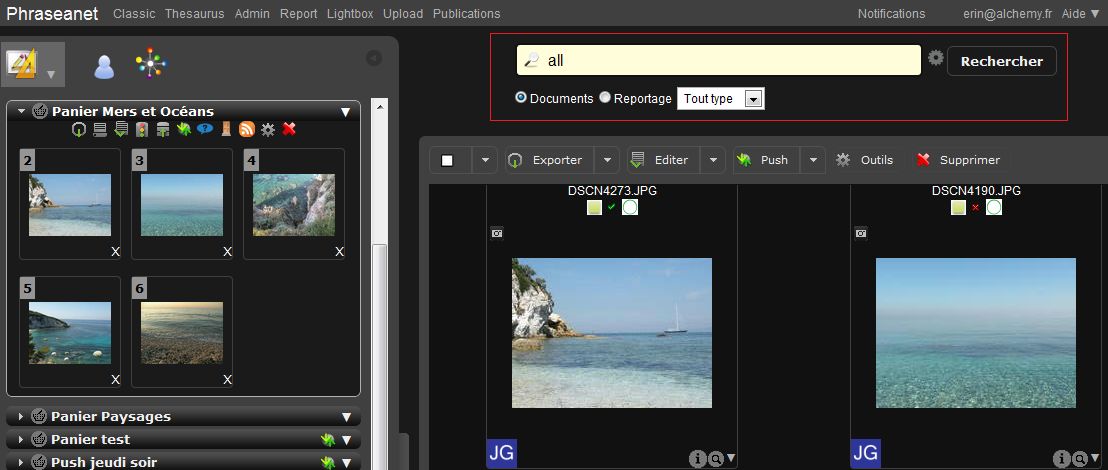 Phraseanet Classic Thesaurus Admin Report Lightbox Upload Publications Notifications erin@alchemy.fr Aide
all Rechercher
Documents Reportage Tout type
Panier Mers et Océans
2 3 4
X X X
5 6
X X
Panier Paysages
Panier test
Push jeudi soir
Exporter Editer Push Outils Supprimer
DSCN4273.JPG DSCN4190.JPG
JG JG